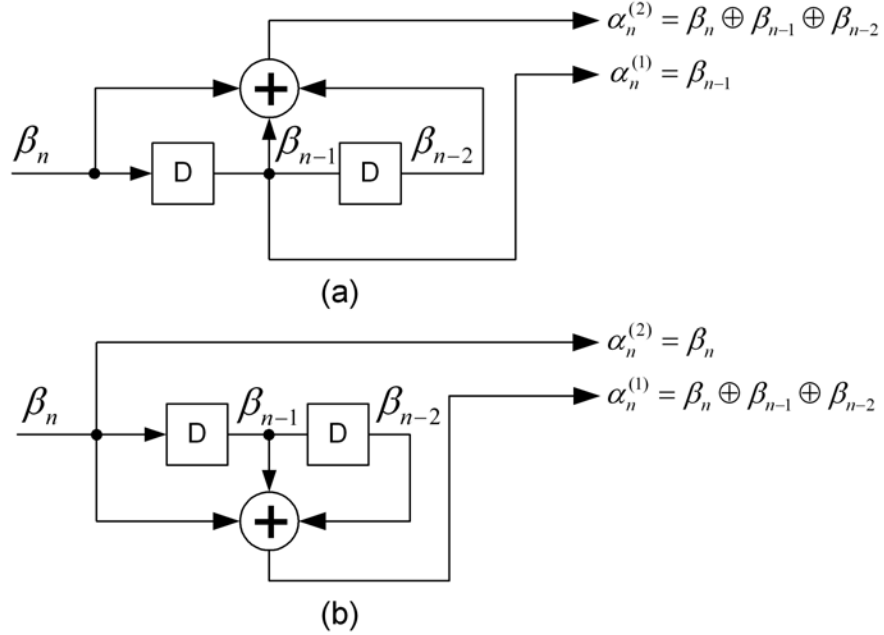 α_n^(2) = β_n ⊕ β_{n−1} ⊕ β_{n−2}
α_n^(1) = β_{n−1}
+
β_n
D
β_{n−1}
D
β_{n−2}
(a)
α_n^(2) = β_n
α_n^(1) = β_n ⊕ β_{n−1} ⊕ β_{n−2}
β_n
D
β_{n−1}
D
β_{n−2}
+
(b)